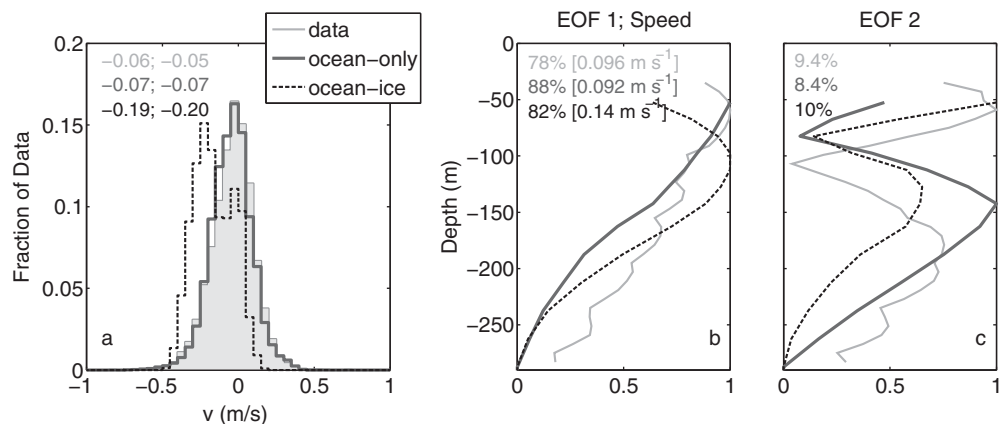 EOF 1; Speed
EOF 2
data
ocean−only
ocean−ice
−0.06; −0.05
−0.07; −0.07
−0.19; −0.20
0.2
0.15
0.1
0.05
0
Fraction of Data
a
−1
−0.5
0
0.5
1
v (m/s)
78% [0.096 m s−1]
88% [0.092 m s−1]
82% [0.14 m s−1]
0
−50
−100
−150
−200
−250
Depth (m)
b
0
0.5
1
9.4%
8.4%
10%
c
0
0.5
1